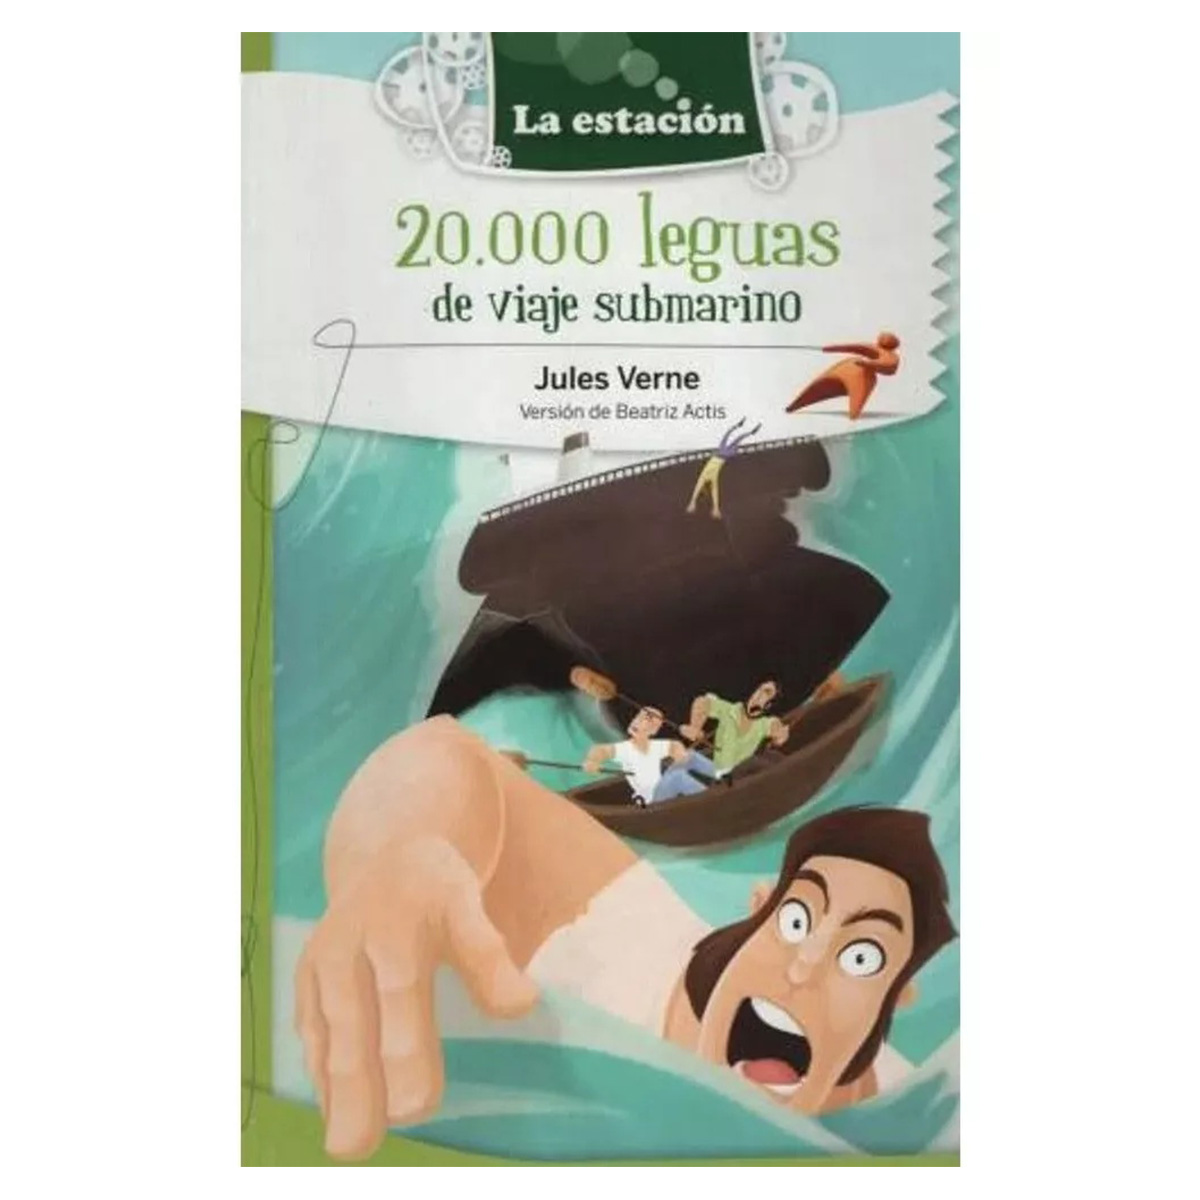 La estación
20.000 leguas
de viaje submarino
Jules Verne
Versión de Beatriz Actis